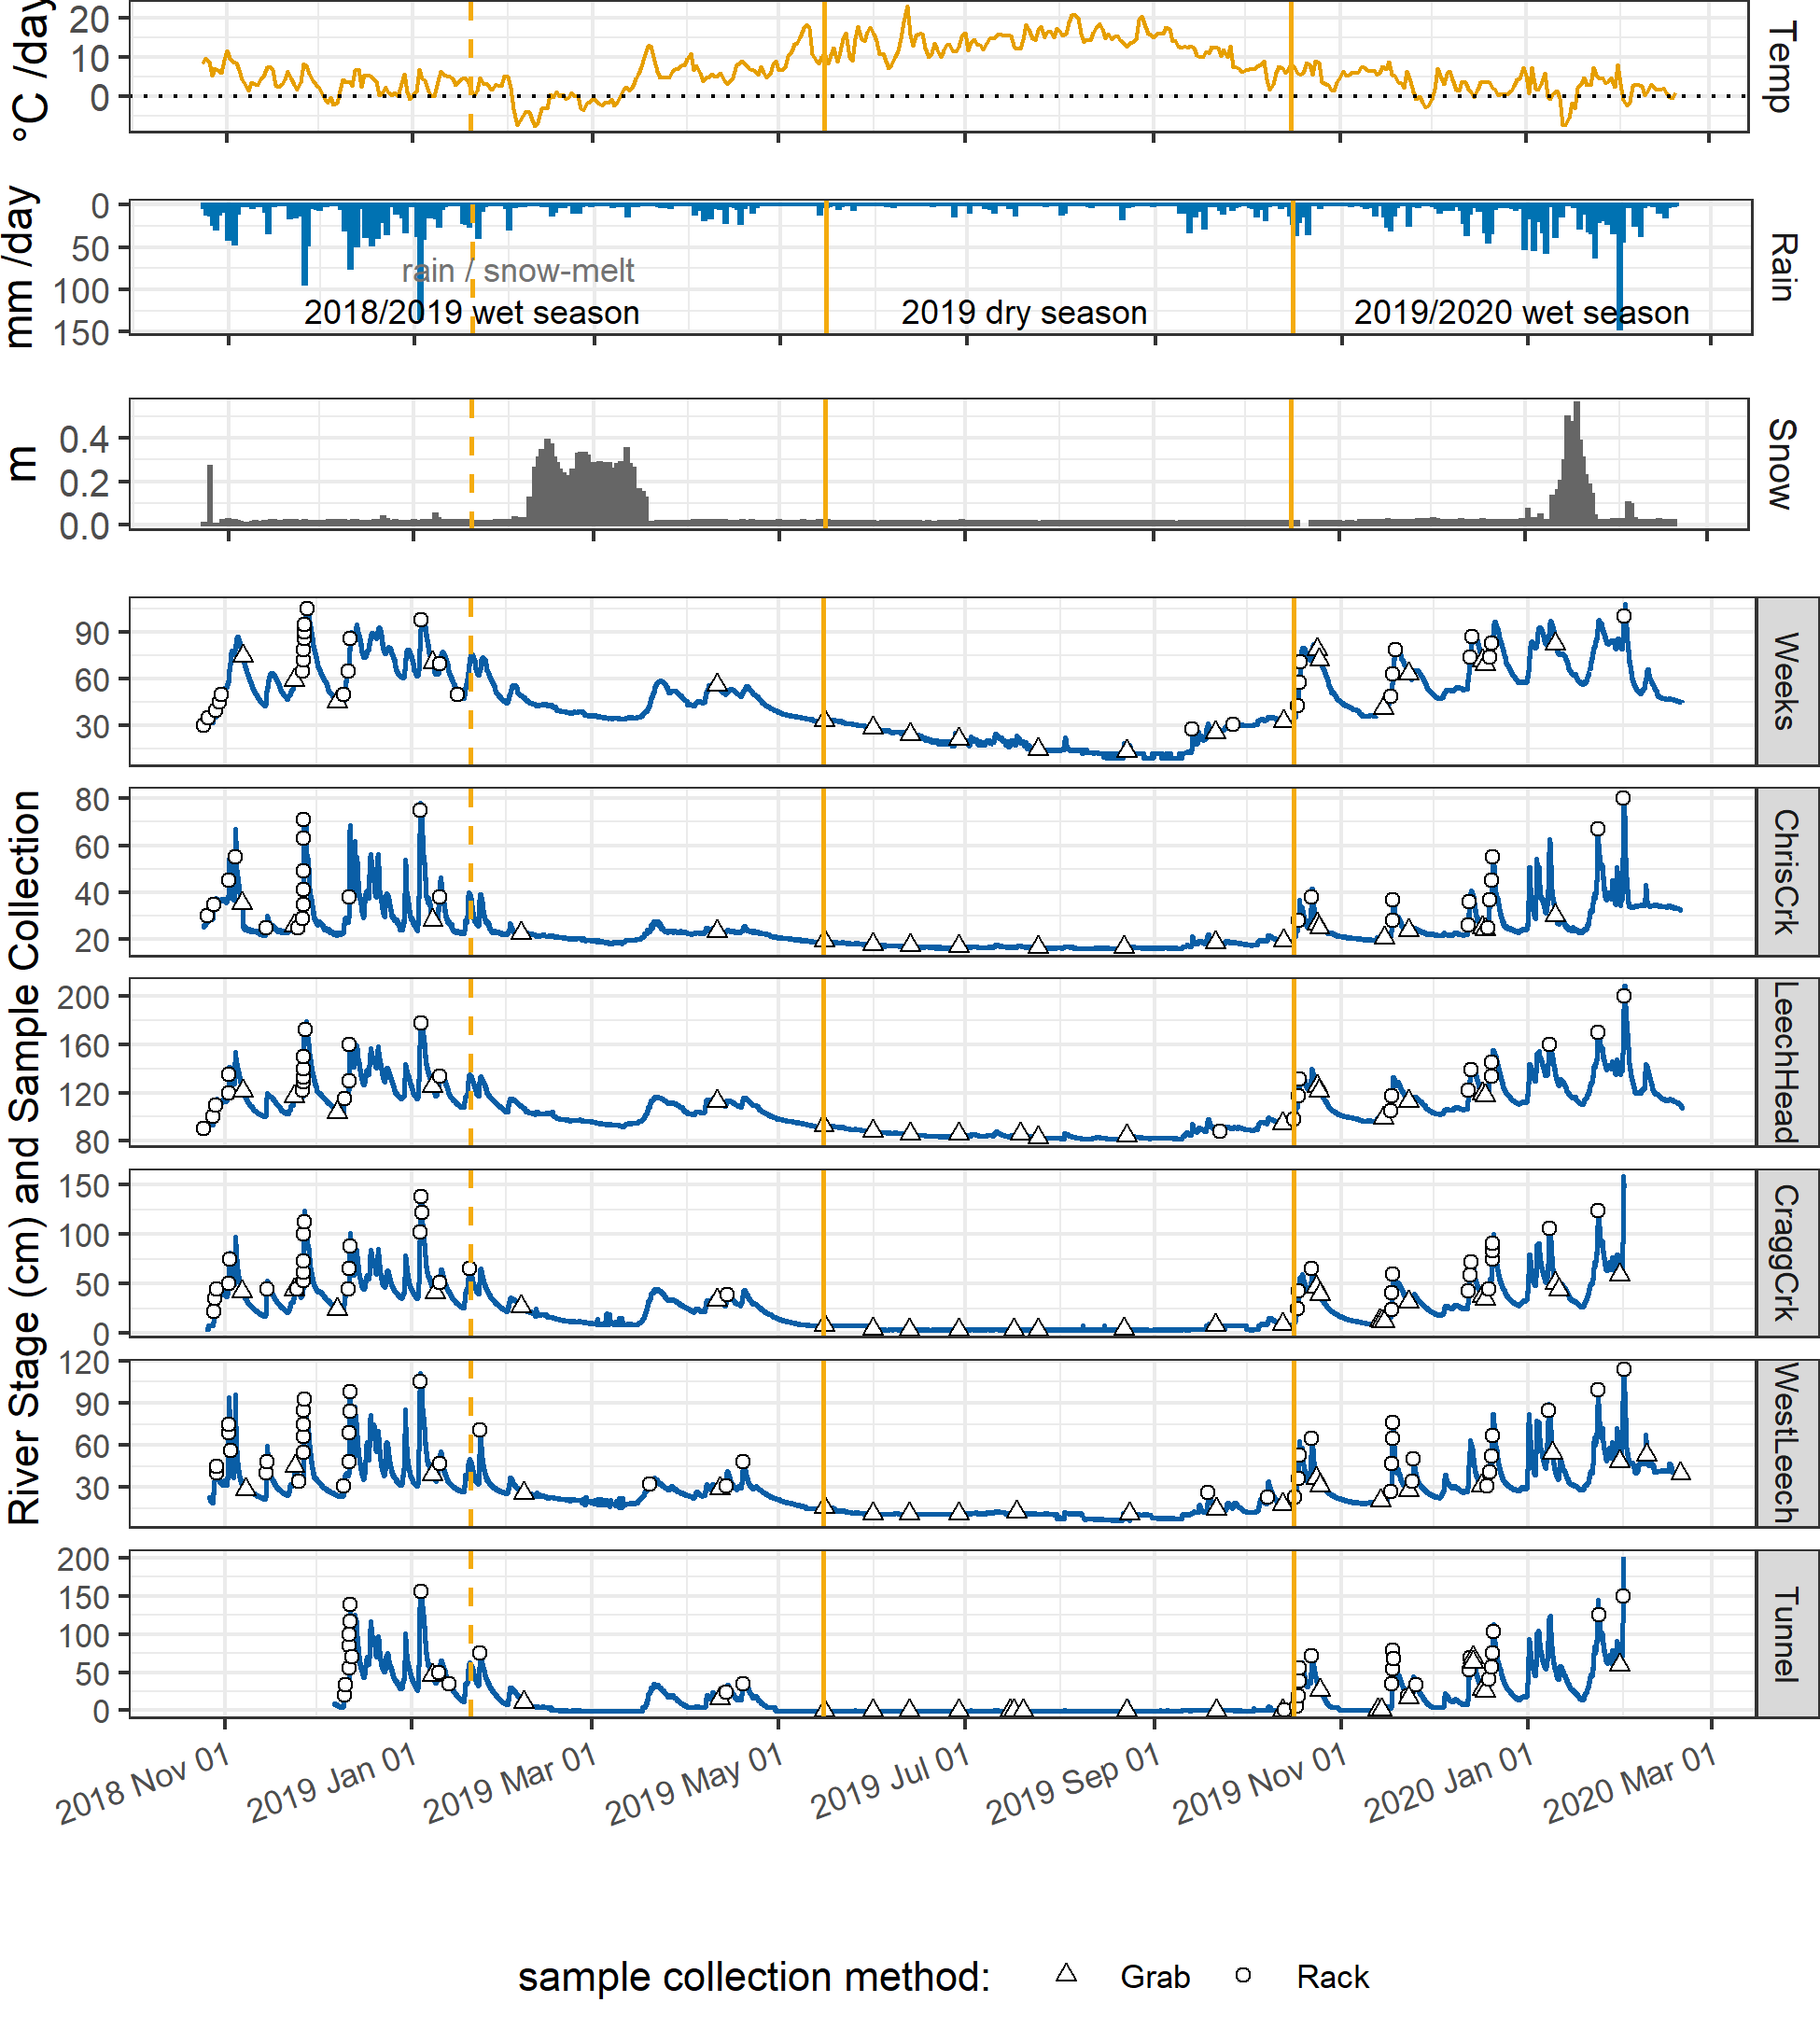 °C /day
20
10
0
Temp
mm /day
0
50
100
150
rain / snow-melt
2018/2019 wet season
2019 dry season
2019/2020 wet season
Rain
m
0.4
0.2
0.0
Snow
River Stage (cm) and Sample Collection
90
60
30
Weeks
80
60
40
20
ChrisCrk
200
160
120
80
LeechHead
150
100
50
0
CraggCrk
120
90
60
30
WestLeech
200
150
100
50
0
Tunnel
2018 Nov 01
2019 Jan 01
2019 Mar 01
2019 May 01
2019 Jul 01
2019 Sep 01
2019 Nov 01
2020 Jan 01
2020 Mar 01
sample collection method: Grab Rack